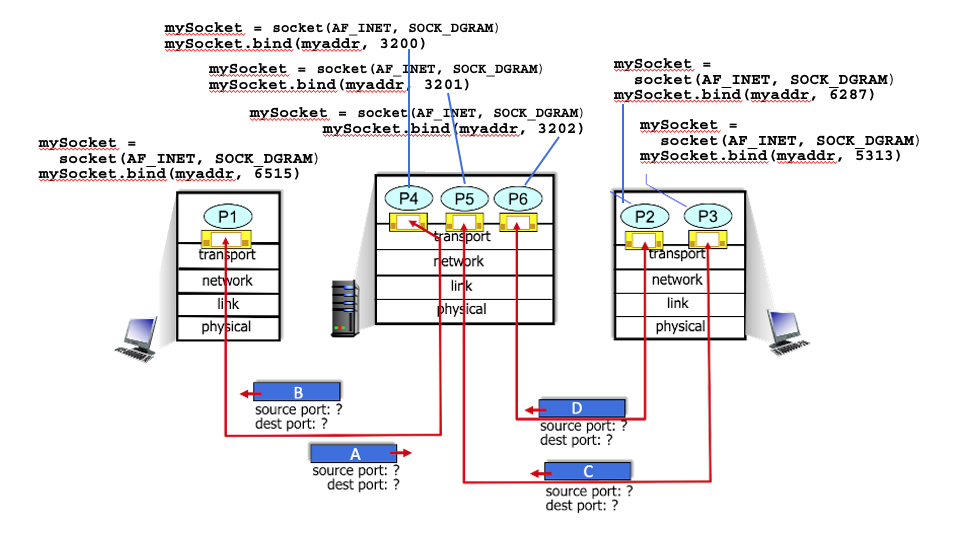 mySocket = socket(AF_INET, SOCK_DGRAM)
mySocket.bind(myaddr, 3200)
mySocket = socket(AF_INET, SOCK_DGRAM)
mySocket.bind(myaddr, 3201)
mySocket = socket(AF_INET, SOCK_DGRAM)
mySocket.bind(myaddr, 3202)
mySocket =
socket(AF_INET, SOCK_DGRAM)
mySocket.bind(myaddr, 6287)
mySocket =
socket(AF_INET, SOCK_DGRAM)
mySocket.bind(myaddr, 5313)
mySocket =
socket(AF_INET, SOCK_DGRAM)
mySocket.bind(myaddr, 6515)
P1
transport
network
link
physical
P4 P5 P6
transport
network
link
physical
P2 P3
transport
network
link
physical
B
source port: ?
dest port: ?
A
source port: ?
dest port: ?
D
source port: ?
dest port: ?
C
source port: ?
dest port: ?